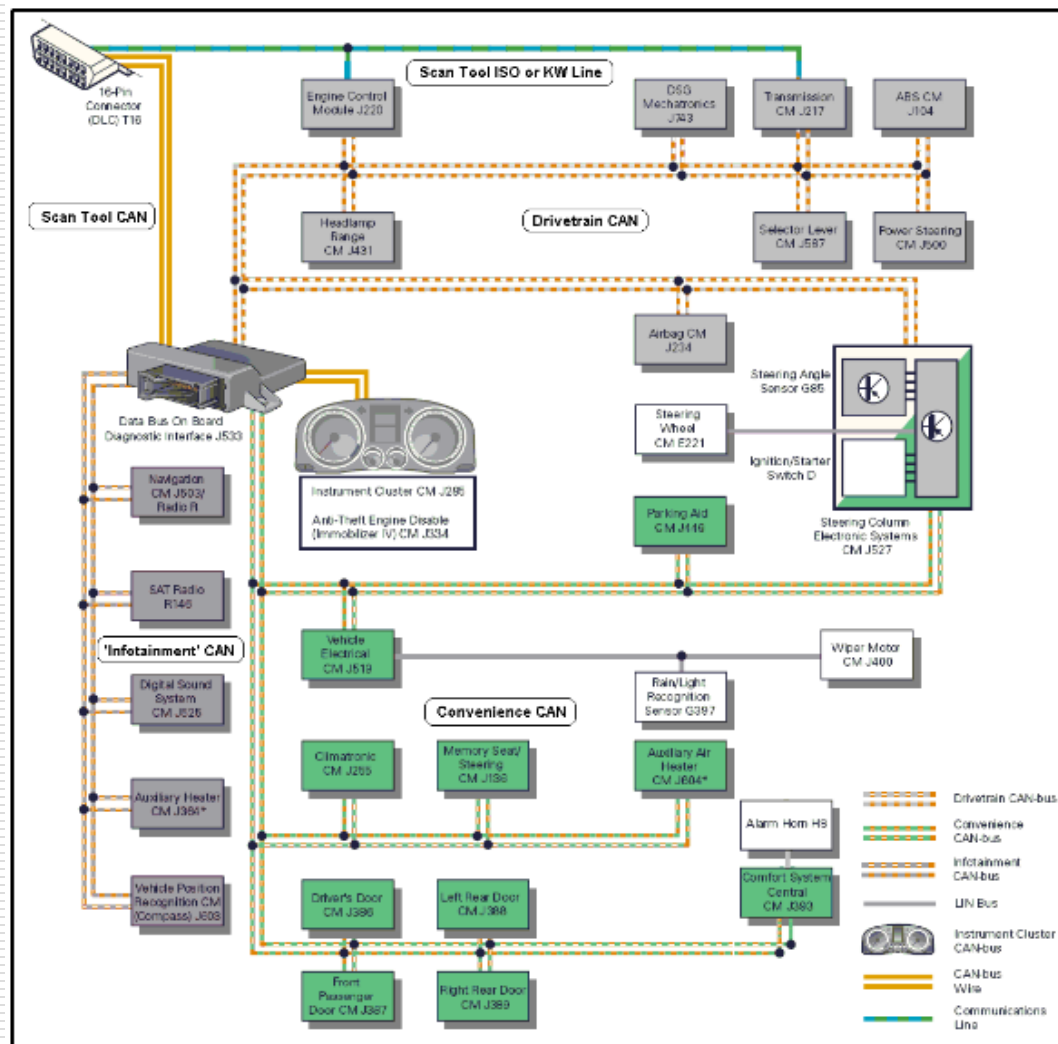 Scan Tool ISO or KW Line
16-Pin
Connector
(DLC) T16
Engine Control
Module J220
DSG
Mechatronics
J743
Transmission
CM J217
ABS CM
J104
Scan Tool CAN
Drivetrain CAN
Headlamp
Range
CM J431
Selector Lever
CM J587
Power Steering
CM J500
Airbag CM
J234
Steering Angle
Sensor G85
Data Bus On Board
Diagnostic Interface J533
Steering
Wheel
CM E221
Ignition/Starter
Switch D
Navigation
CM J503/
Radio R
Instrument Cluster CM J285
Anti-Theft Engine Disable
(Immobilizer IV) CM J334
Parking Aid
CM J446
Steering Column
Electronic Systems
CM J527
SAT Radio
R146
'Infotainment' CAN
Vehicle
Electrical
CM J519
Wiper Motor
CM J400
Rain/Light
Recognition
Sensor G397
Digital Sound
System
CM J525
Convenience CAN
Climatronic
CM J255
Memory Seat/
Steering
CM J136
Auxiliary Air
Heater
CM J604*
Auxiliary Heater
CM J364*
Alarm Horn H8
Drivetrain CAN-bus
Convenience
CAN-bus
Infotainment
CAN-bus
LIN Bus
Instrument Cluster
CAN-bus
CAN-bus
Wire
Communications
Line
Vehicle Position
Recognition CM
(Compass) J603
Driver's Door
CM J386
Left Rear Door
CM J388
Comfort System
Central
CM J393
Front
Passenger
Door CM J387
Right Rear Door
CM J389